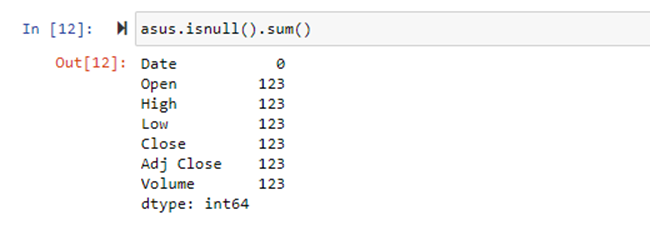 In [12]: asus.isnull().sum()
Out[12]: Date 0
Open 123
High 123
Low 123
Close 123
Adj Close 123
Volume 123
dtype: int64